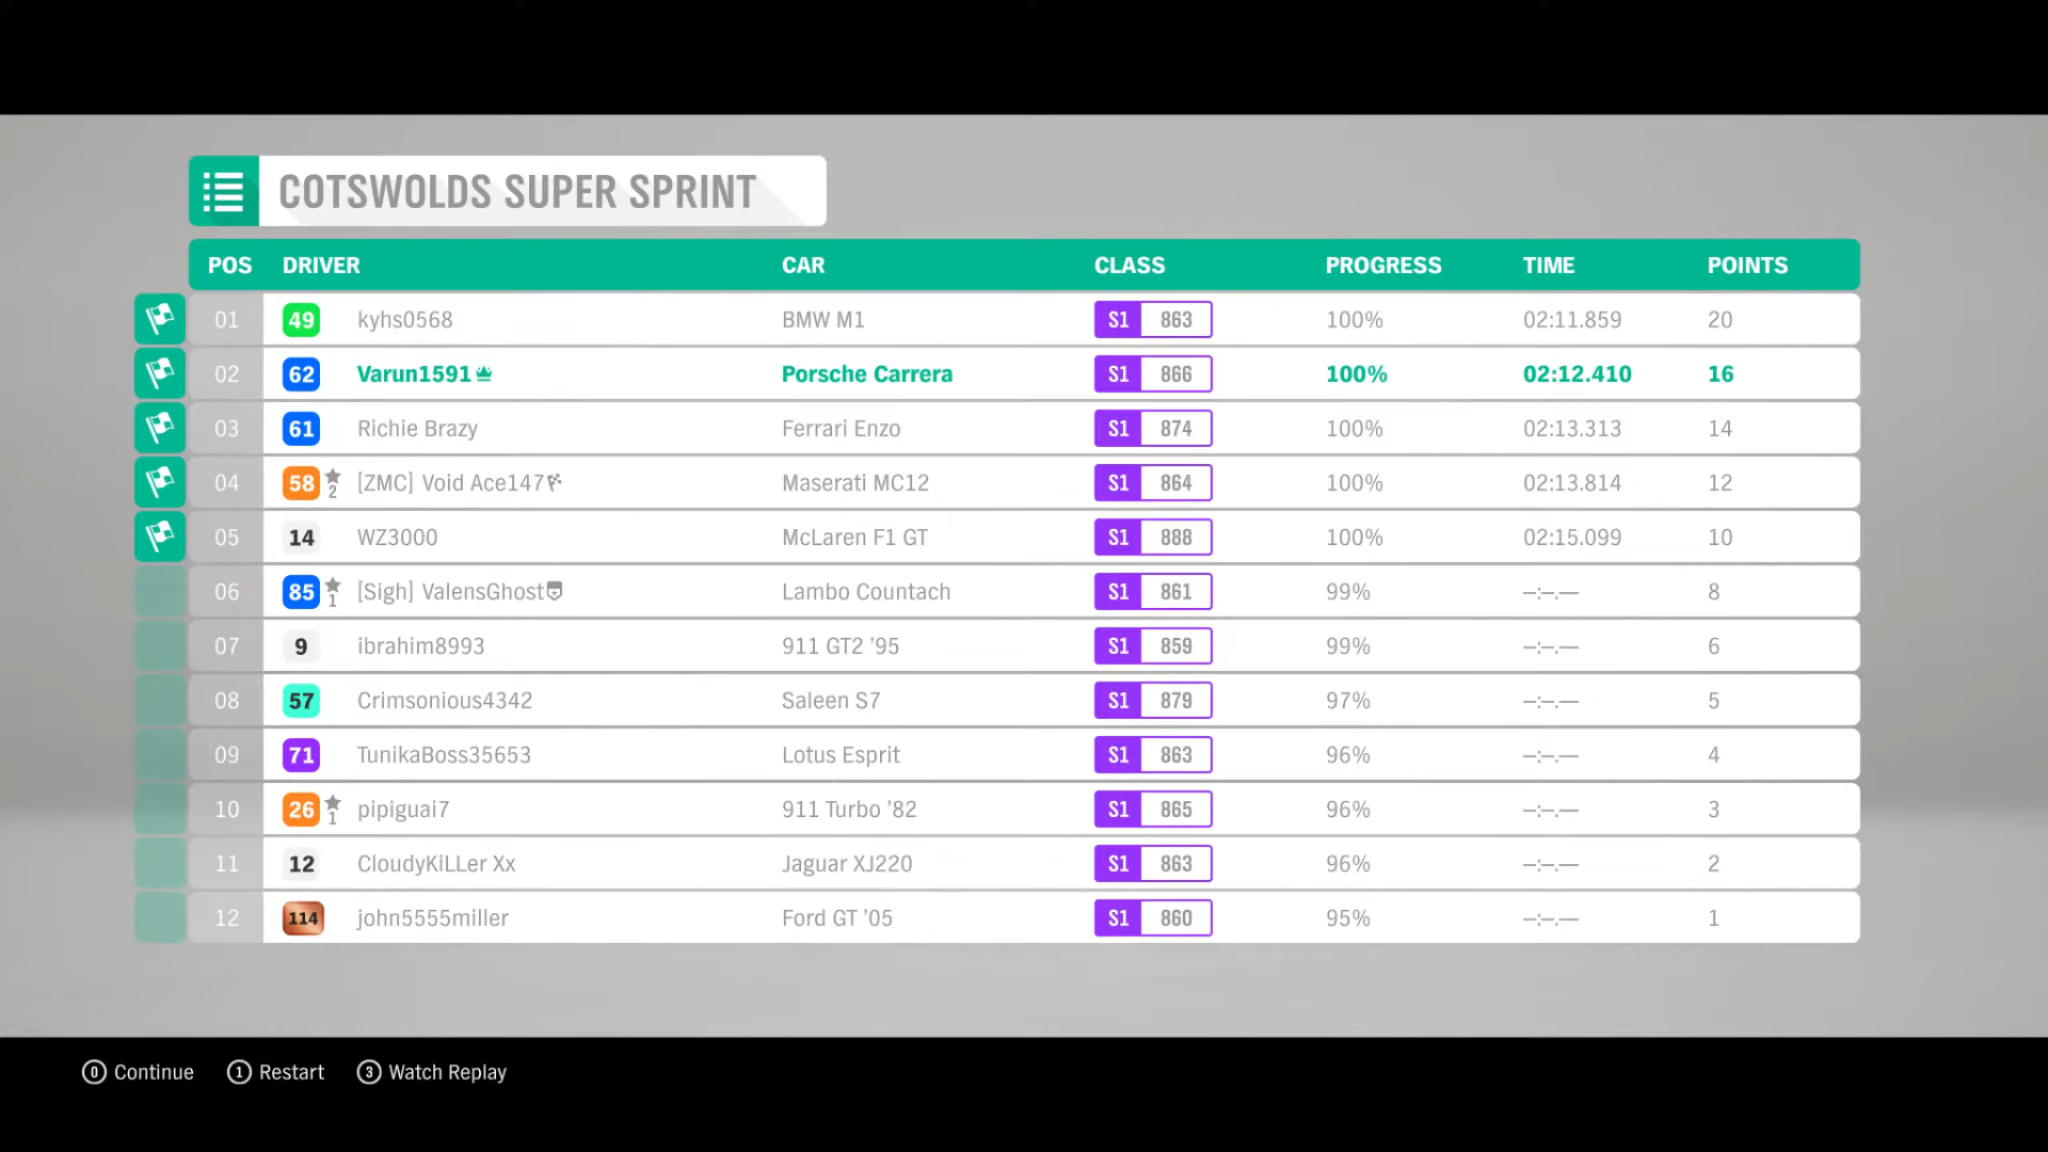 COTSWOLDS SUPER SPRINT
POS DRIVER CAR CLASS PROGRESS TIME POINTS
01 49 kyhs0568 BMW M1 S1 863 100% 02:11.859 20
02 62 Varun1591 Porsche Carrera S1 866 100% 02:12.410 16
03 61 Richie Brazy Ferrari Enzo S1 874 100% 02:13.313 14
04 58 2 [ZMC] Void Ace147 Maserati MC12 S1 864 100% 02:13.814 12
05 14 WZ3000 McLaren F1 GT S1 888 100% 02:15.099 10
06 85 1 [Sigh] ValensGhost Lambo Countach S1 861 99% –:–.–– 8
07 9 ibrahim8993 911 GT2 ’95 S1 859 99% –:–.–– 6
08 57 Crimsonious4342 Saleen S7 S1 879 97% –:–.–– 5
09 71 TunikaBoss35653 Lotus Esprit S1 863 96% –:–.–– 4
10 26 1 pipiguai7 911 Turbo ’82 S1 865 96% –:–.–– 3
11 12 CloudyKiLLer Xx Jaguar XJ220 S1 863 96% –:–.–– 2
12 114 john5555miller Ford GT ’05 S1 860 95% –:–.–– 1
0 Continue 1 Restart 3 Watch Replay